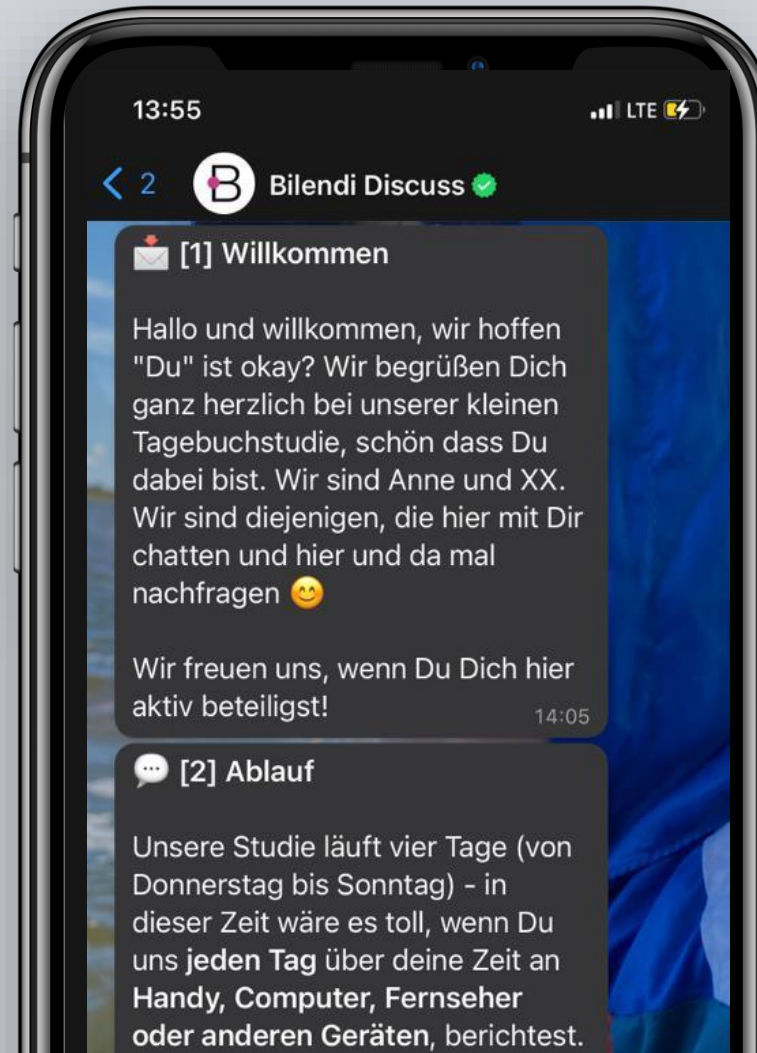 13:55
LTE
2
B
Bilendi Discuss
[1] Willkommen
Hallo und willkommen, wir hoffen
"Du" ist okay? Wir begrüßen Dich
ganz herzlich bei unserer kleinen
Tagebuchstudie, schön dass Du
dabei bist. Wir sind Anne und XX.
Wir sind diejenigen, die hier mit Dir
chatten und hier und da mal
nachfragen 😊
Wir freuen uns, wenn Du Dich hier
aktiv beteiligst!
14:05
[2] Ablauf
Unsere Studie läuft vier Tage (von
Donnerstag bis Sonntag) - in
dieser Zeit wäre es toll, wenn Du
uns jeden Tag über deine Zeit an
Handy, Computer, Fernseher
oder anderen Geräten, berichtest.